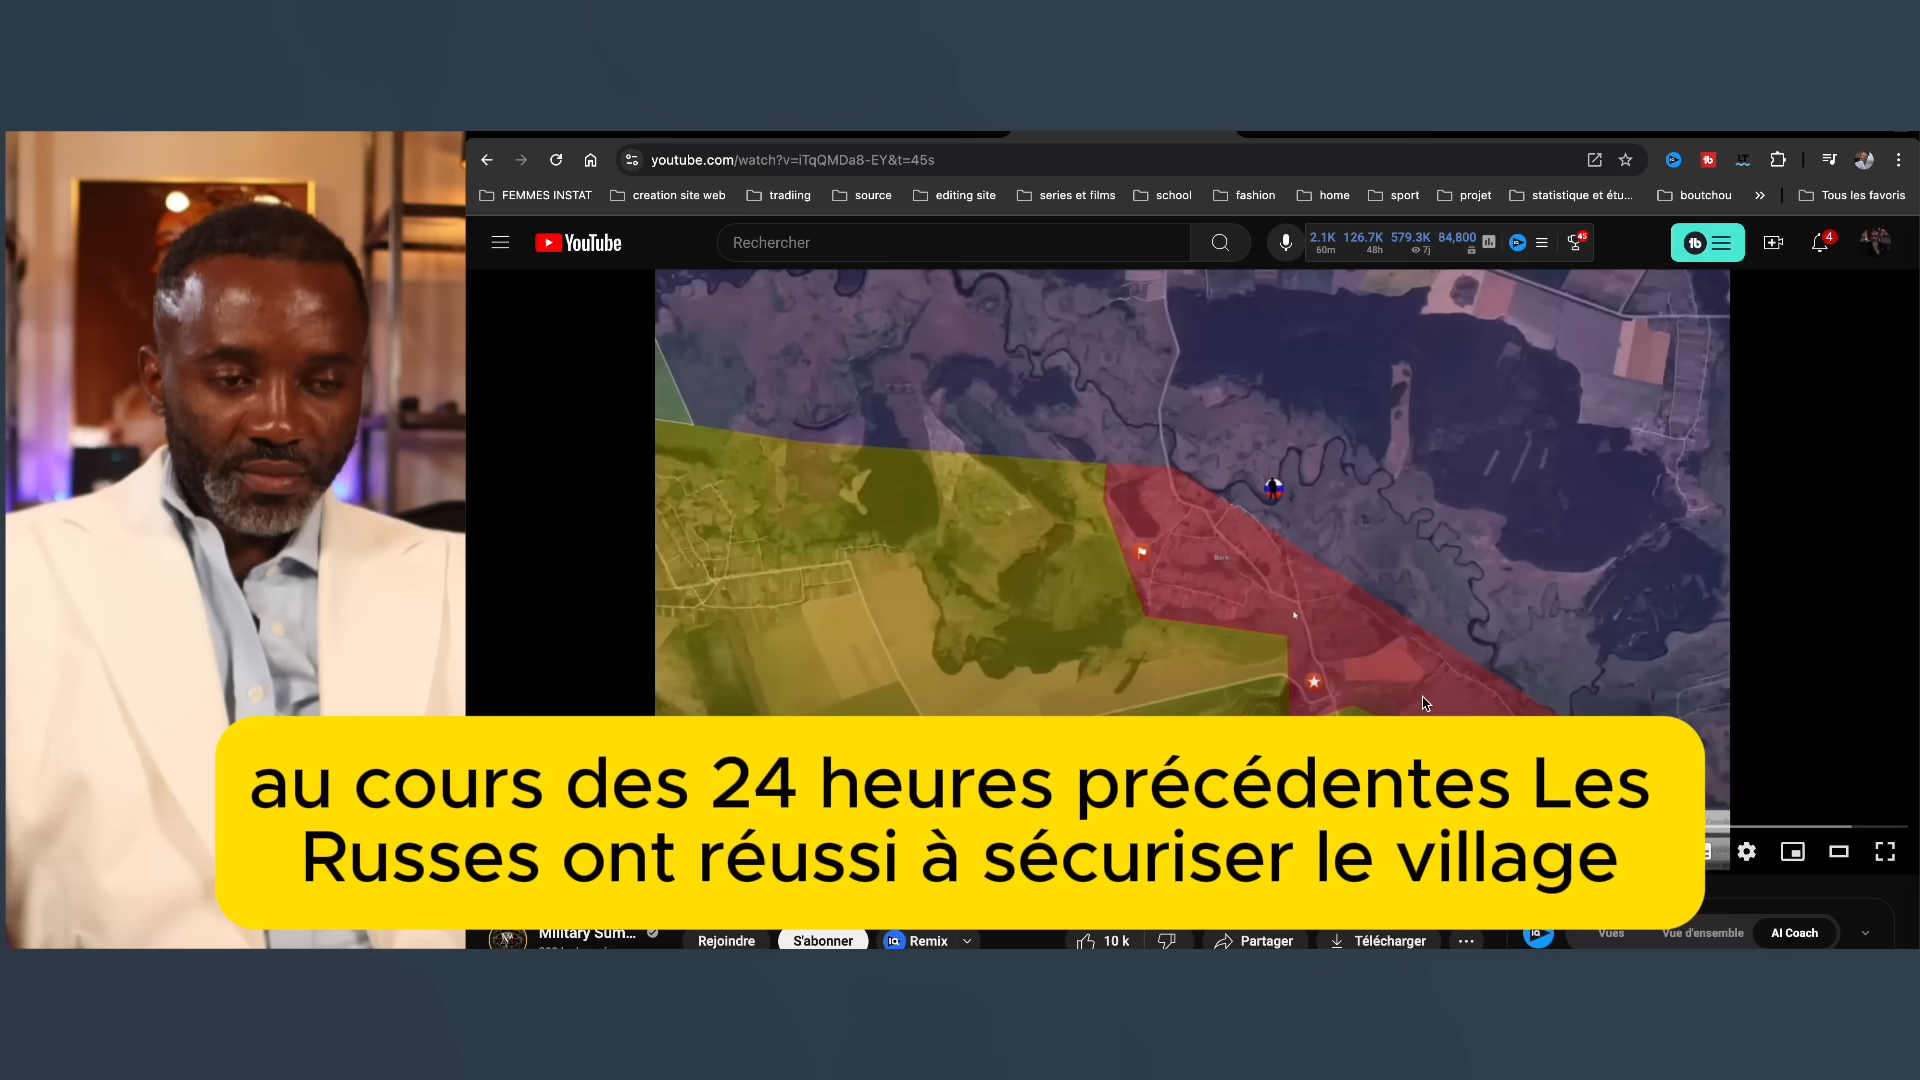 youtube.com/watch?v=iTqQMDa8-EY&t=45s
FEMMES INSTAT creation site web tradiing source editing site series et films school fashion home sport projet statistique et étu... boutchou » Tous les favoris
YouTube Rechercher 2.1K 126.7K 579.3K 84,800 45 4
60m 48h 7j
au cours des 24 heures précédentes Les
Russes ont réussi à sécuriser le village
Military Sum... Rejoindre S'abonner Remix 10 k Partager Télécharger ... Vues Vue d'ensemble AI Coach